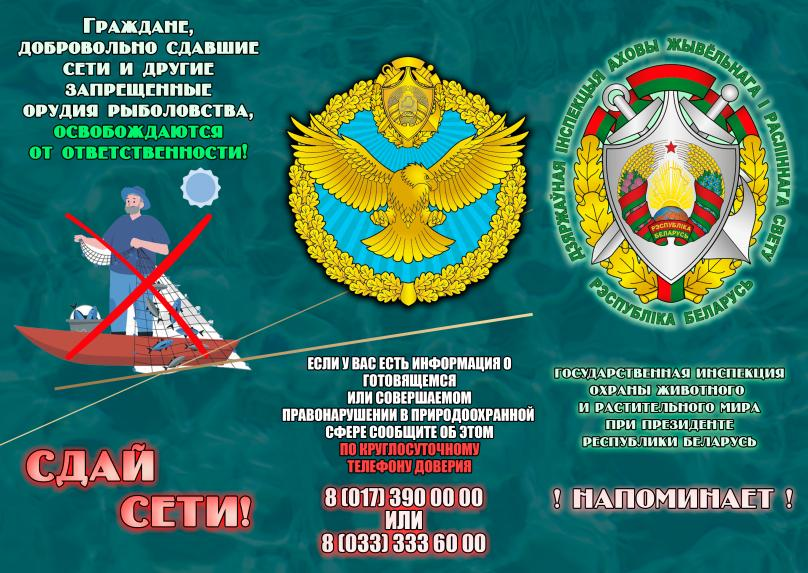 Граждане,
добровольно сдавшие
сети и другие
запрещенные
орудия рыболовства,
освобождаются
от ответственности!
СДАЙ
СЕТИ!
ЕСЛИ У ВАС ЕСТЬ ИНФОРМАЦИЯ О
ГОТОВЯЩЕМСЯ
ИЛИ СОВЕРШАЕМОМ
ПРАВОНАРУШЕНИИ В ПРИРОДООХРАННОЙ
СФЕРЕ СООБЩИТЕ ОБ ЭТОМ
ПО КРУГЛОСУТОЧНОМУ
ТЕЛЕФОНУ ДОВЕРИЯ
8 (017) 390 00 00
ИЛИ
8 (033) 333 60 00
ДЗЯРЖАЎНАЯ ІНСПЕКЦЫЯ АХОВЫ ЖЫВЁЛЬНАГА І РАСЛІННАГА СВЕТУ
РЭСПУБЛІКА
БЕЛАРУСЬ
РЭСПУБЛІКА БЕЛАРУСЬ
ГОСУДАРСТВЕННАЯ ИНСПЕКЦИЯ
ОХРАНЫ ЖИВОТНОГО
И РАСТИТЕЛЬНОГО МИРА
ПРИ ПРЕЗИДЕНТЕ
РЕСПУБЛИКИ БЕЛАРУСЬ
! НАПОМИНАЕТ !